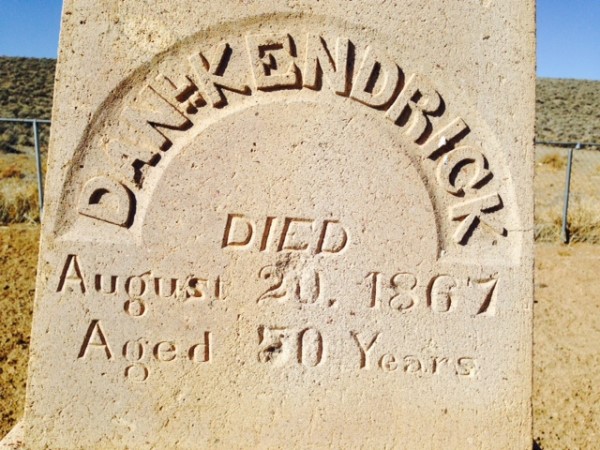 DANL KENDRICK
DIED
August 20, 1867
Aged 50 Years